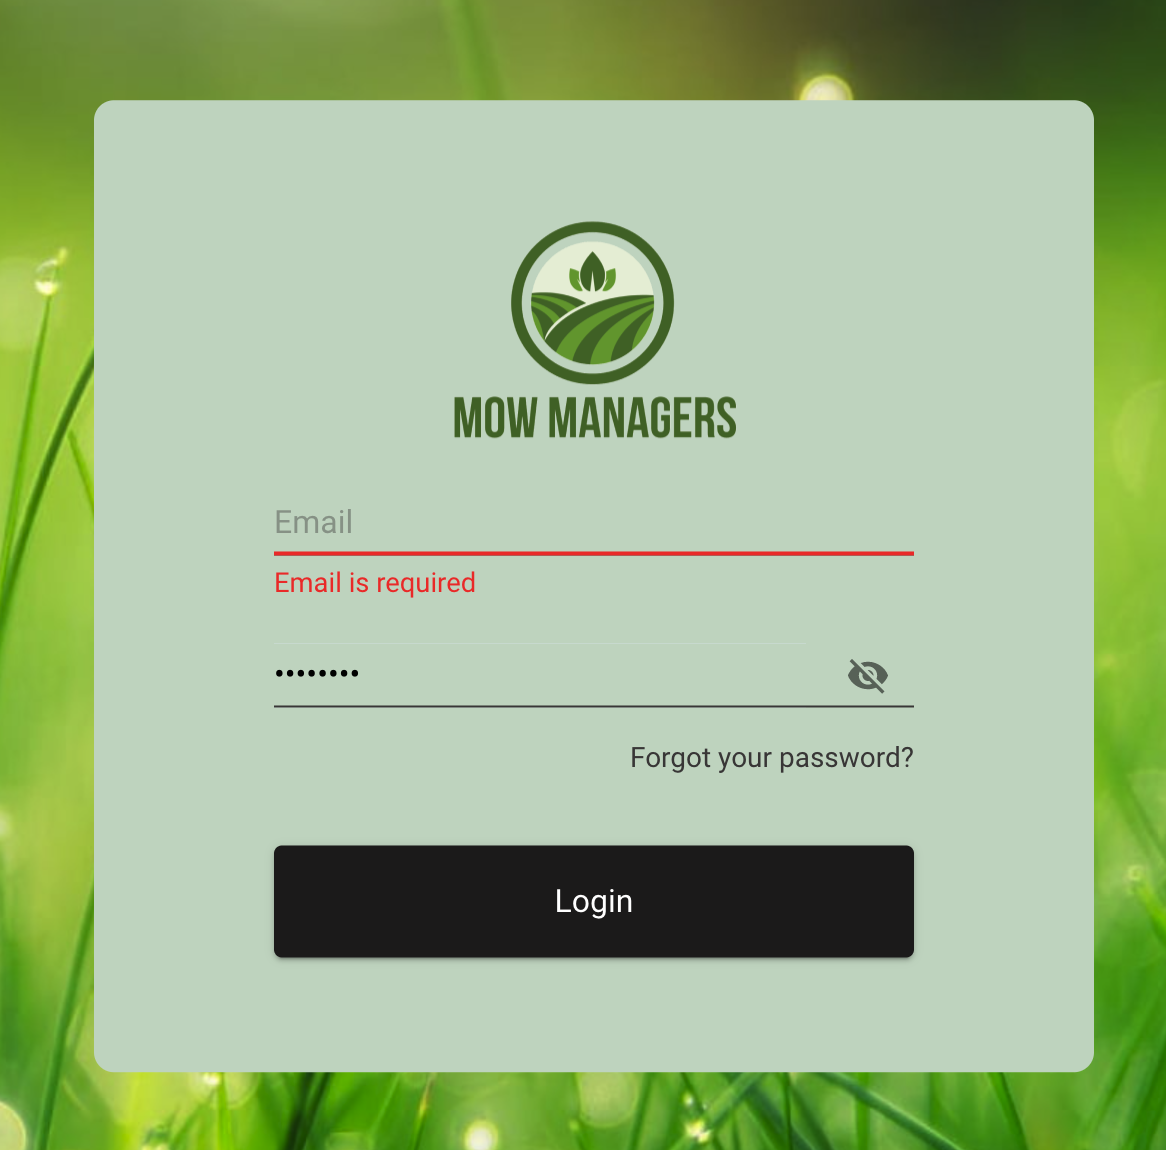 MOW MANAGERS
Email
Email is required
••••••••
Forgot your password?
Login